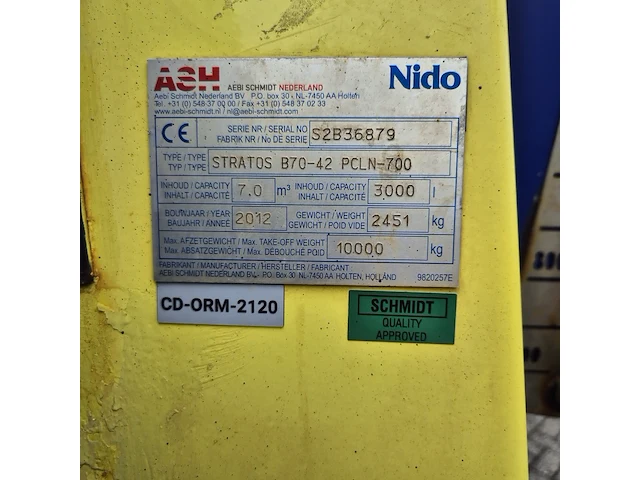 ASH AEBI SCHMIDT NEDERLAND Nido
Aebi Schmidt Nederland BV P.O. box 30 - NL-7450 AA Holten
Tel. +31 (0) 548 37 00 00 / Fax +31 (0) 548 37 02 33
www.aebi-schmidt.nl / nl@aebi-schmidt.com
CE SERIE NR / SERIAL NO S2B36879
FABRIK NR / No DE SERIE
TYPE / TYPE STRATOS B70-42 PCLN-700
TYP / TYPE
INHOUD / CAPACITY 7.0 m³ INHOUD / CAPACITY 3000 l
INHALT / CAPACITÉ INHALT / CAPACITÉ
BOUWJAAR / YEAR 2012 GEWICHT / WEIGHT 2451 kg
BAUJAHR / ANNÉE GEWICHT / POID VIDE
Max. AFZETGEWICHT / Max. TAKE-OFF WEIGHT 10000 kg
Max. ABSATZGEWICHT / Max. DÉBOUCHÉ POID
FABRIKANT / MANUFACTURER / HERSTELLER / FABRICANT
AEBI SCHMIDT NEDERLAND BV - P.O. Box 30 - NL-7450 AA HOLTEN, HOLLAND 9820257E
CD-ORM-2120
SCHMIDT
QUALITY
APPROVED